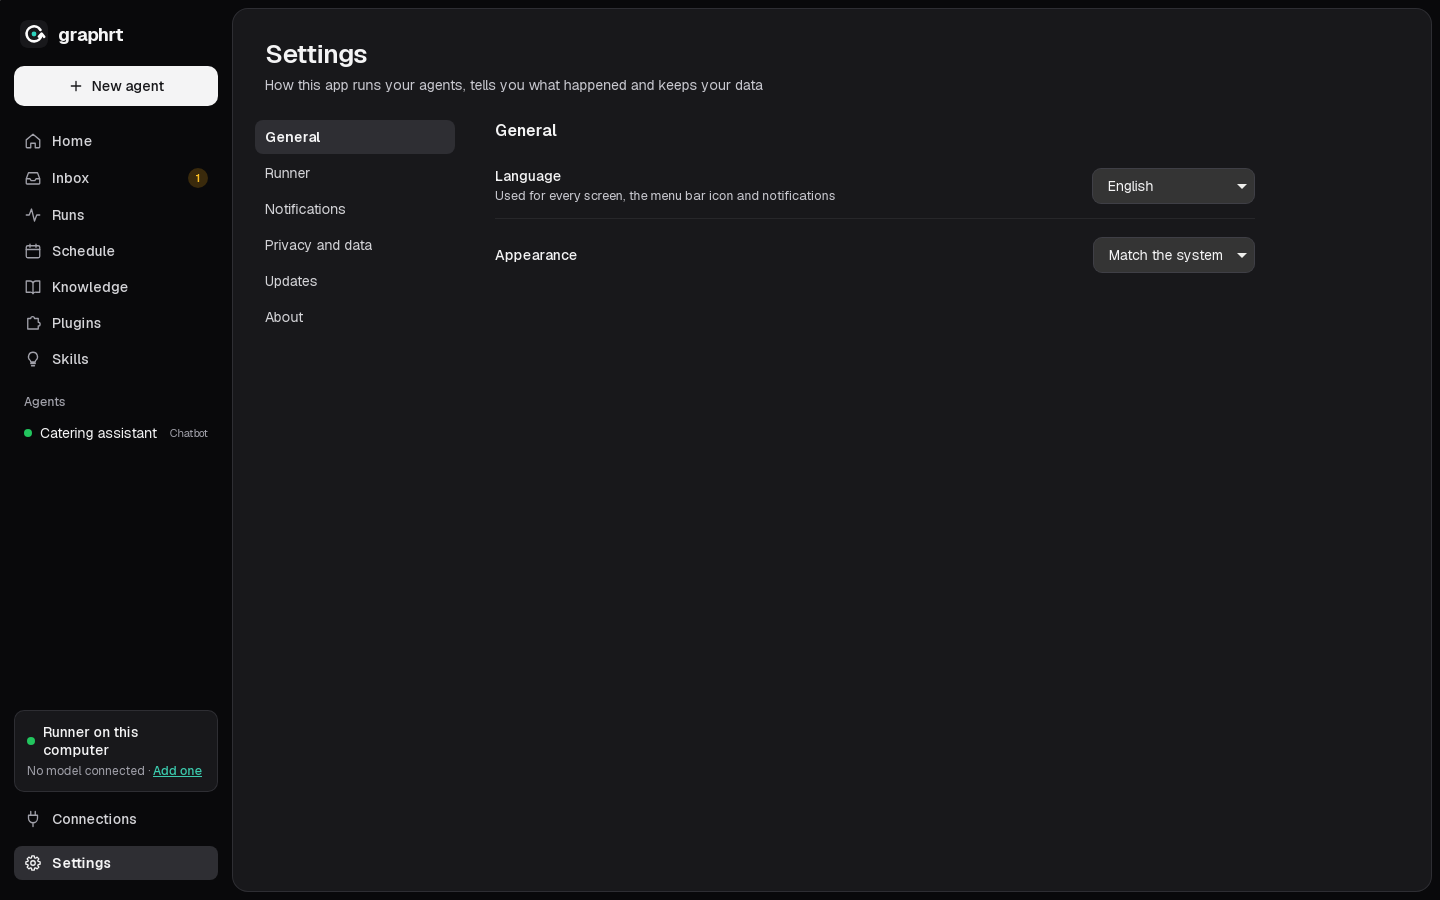 graphrt
New agent
Home
Inbox 1
Runs
Schedule
Knowledge
Plugins
Skills
Agents
Catering assistant Chatbot
Runner on this
computer
No model connected · Add one
Connections
Settings
Settings
How this app runs your agents, tells you what happened and keeps your data
General
Runner
Notifications
Privacy and data
Updates
About
General
Language
Used for every screen, the menu bar icon and notifications
English
Appearance
Match the system